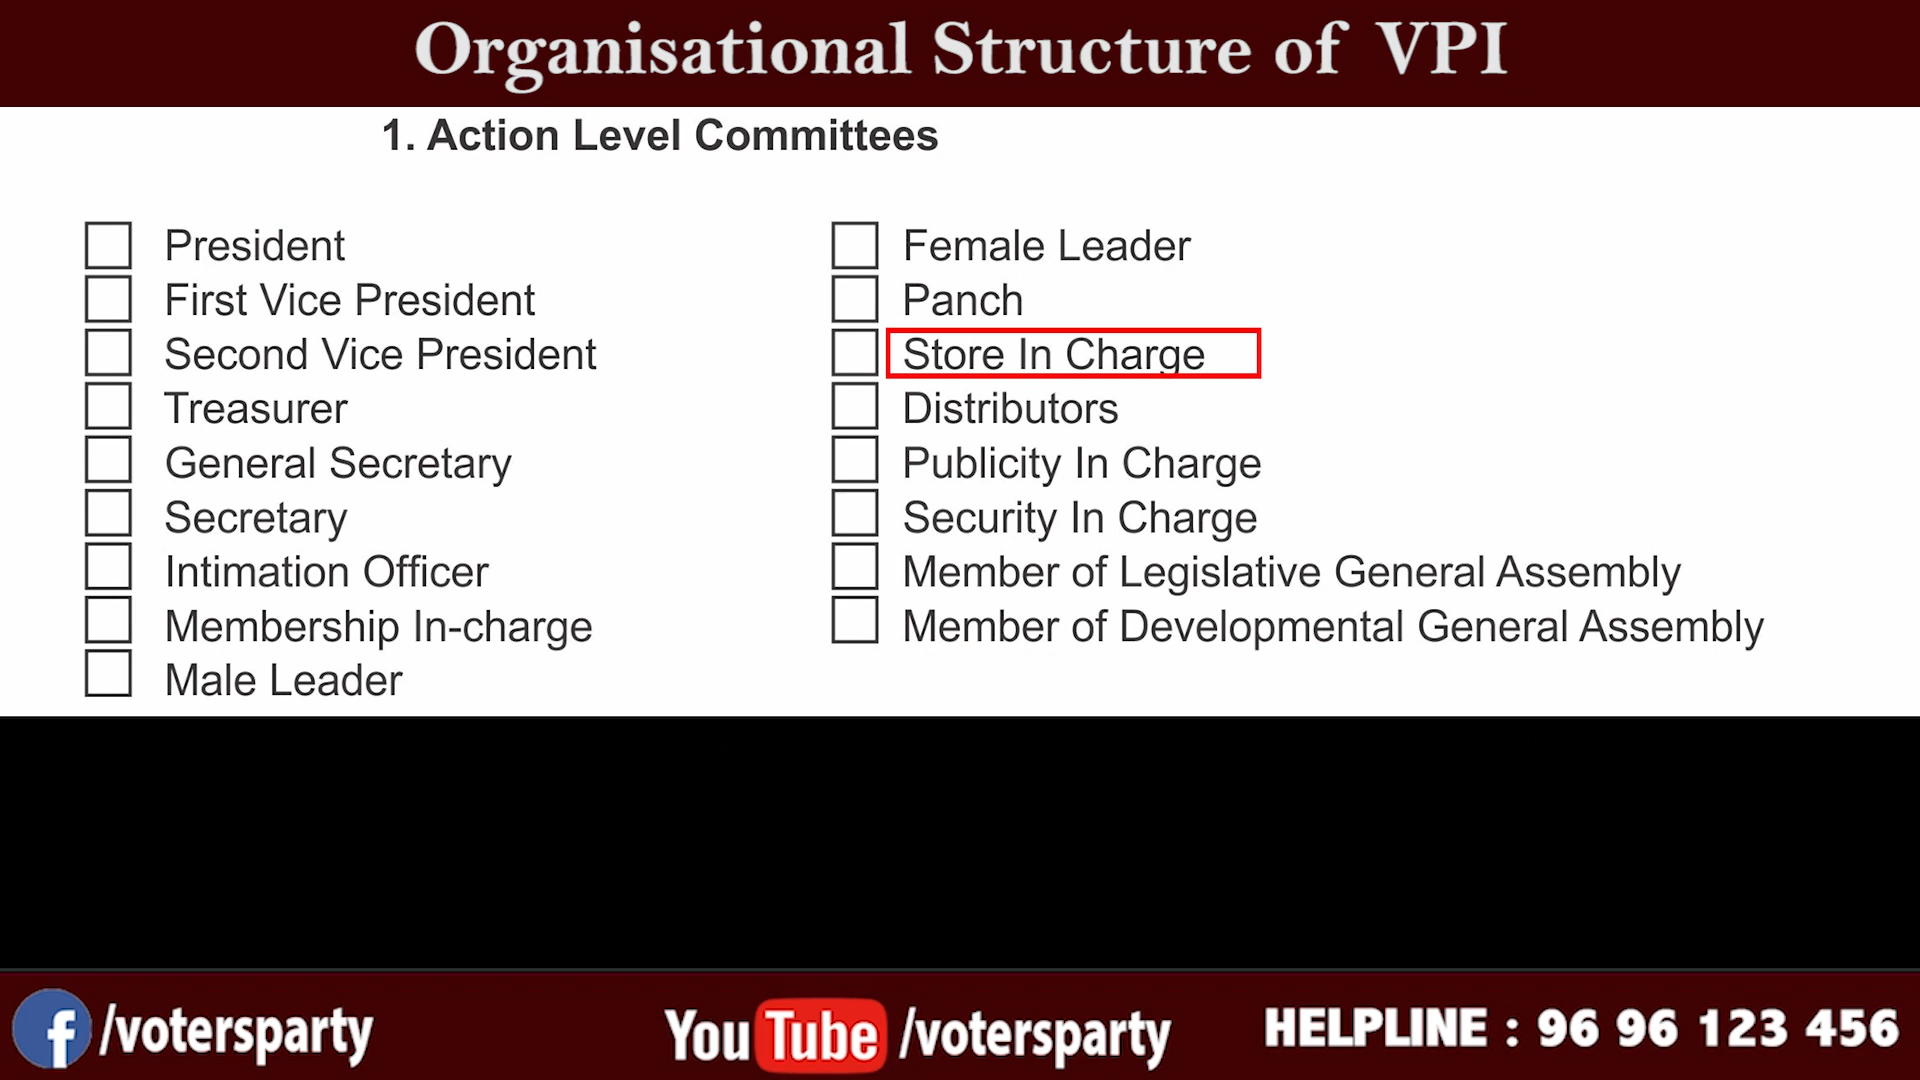 Organisational Structure of VPI
1. Action Level Committees
President
First Vice President
Second Vice President
Treasurer
General Secretary
Secretary
Intimation Officer
Membership In-charge
Male Leader
Female Leader
Panch
Store In Charge
Distributors
Publicity In Charge
Security In Charge
Member of Legislative General Assembly
Member of Developmental General Assembly
f /votersparty
YouTube /votersparty
HELPLINE : 96 96 123 456